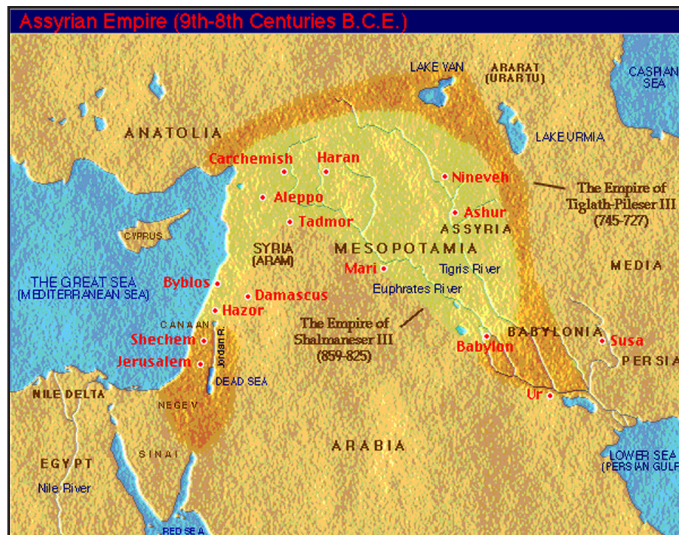 Assyrian Empire (9th-8th Centuries B.C.E.)
LAKE VAN
ARARAT
(URARTU)
CASPIAN
SEA
ANATOLIA
LAKE URMIA
Carchemish
Haran
Nineveh
The Empire of
Tiglath-Pileser III
(745-727)
Aleppo
Ashur
Tadmor
ASSYRIA
CYPRUS
SYRIA
(ARAM)
MESOPOTAMIA
MEDIA
Mari
Tigris River
THE GREAT SEA
(MEDITERRANEAN SEA)
Byblos
Euphrates River
Damascus
Hazor
CANAAN
The Empire of
Shalmaneser III
(859-825)
BABYLONIA
Shechem
Jordan R.
Babylon
Susa
Jerusalem
PERSIA
DEAD SEA
NILE DELTA
NEGEV
Ur
ARABIA
SINAI
EGYPT
LOWER SEA
(PERSIAN GULF
Nile River
RED SEA